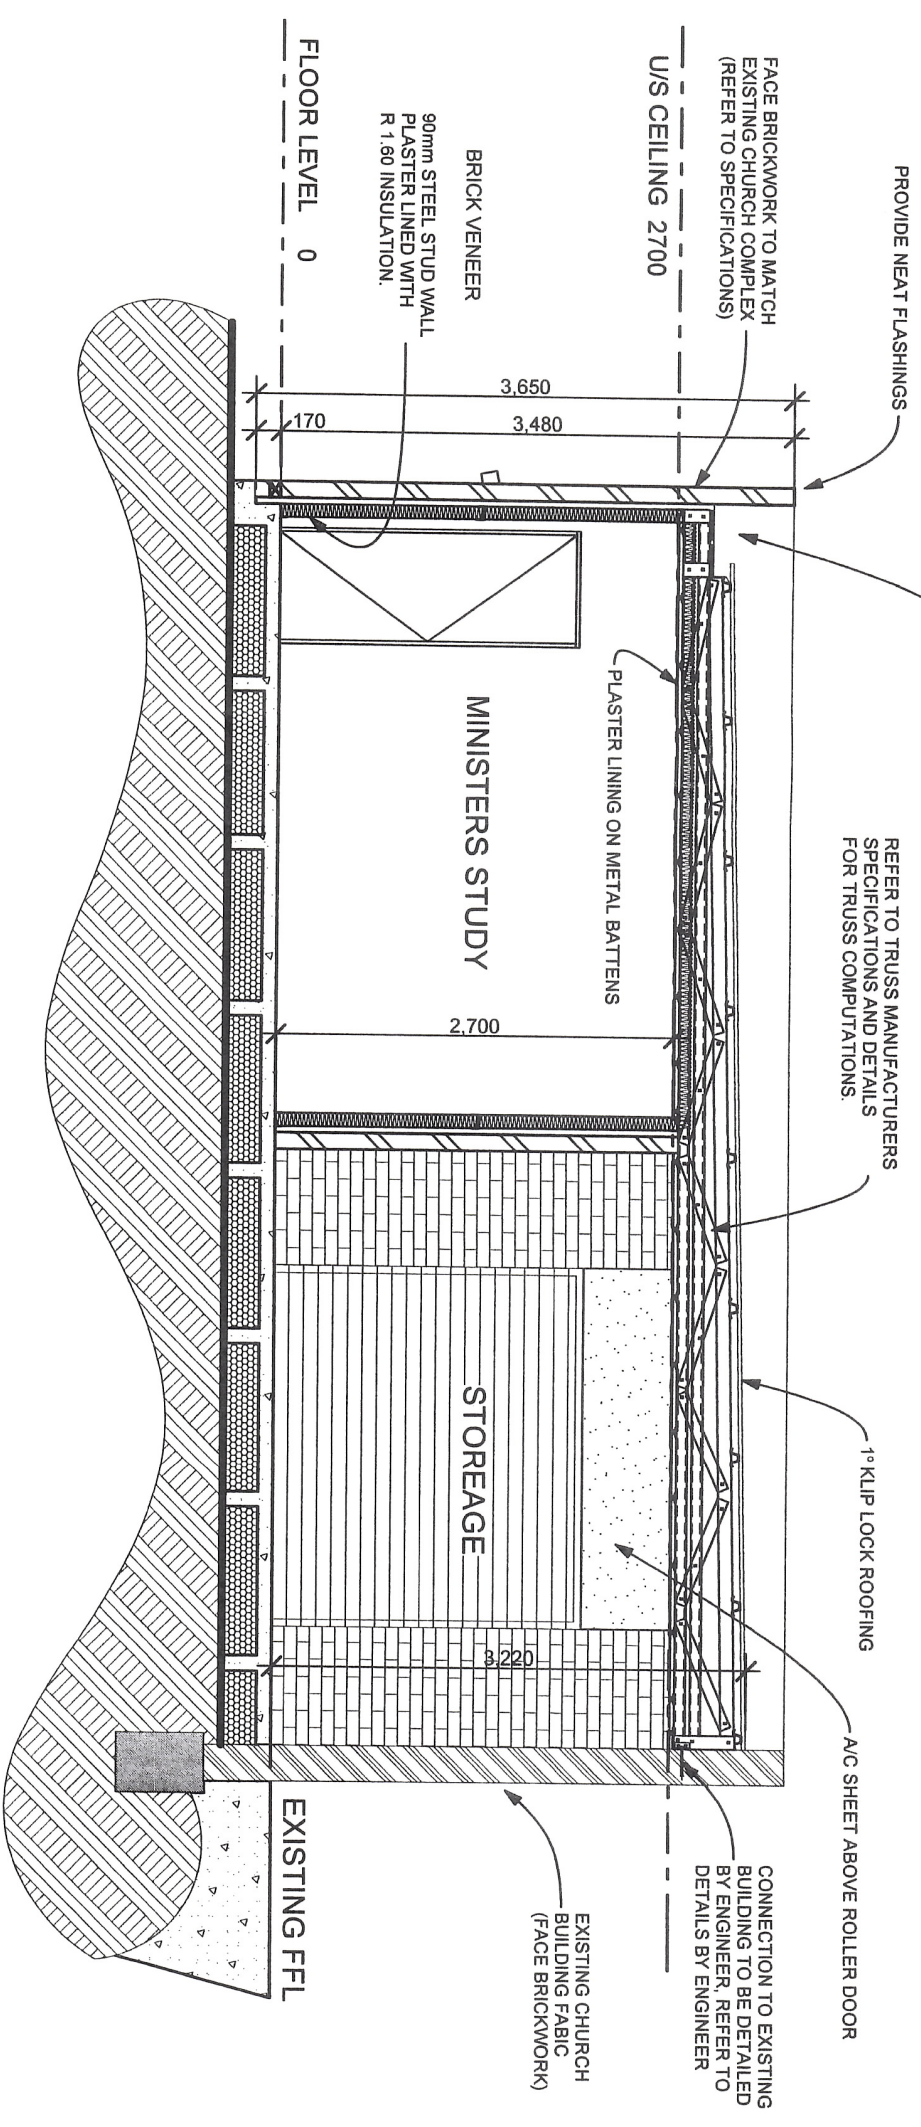 PROVIDE NEAT FLASHINGS
FACE BRICKWORK TO MATCH
EXISTING CHURCH COMPLEX
(REFER TO SPECIFICATIONS)
U/S CEILING 2700
BRICK VENEER
90mm STEEL STUD WALL
PLASTER LINED WITH
R 1.60 INSULATION.
FLOOR LEVEL 0
3,650
170
3,480
REFER TO TRUSS MANUFACTURERS
SPECIFICATIONS AND DETAILS
FOR TRUSS COMPUTATIONS.
PLASTER LINING ON METAL BATTENS
MINISTERS STUDY
2,700
1° KLIP LOCK ROOFING
A/C SHEET ABOVE ROLLER DOOR
STOREAGE
3,220
CONNECTION TO EXISTING
BUILDING TO BE DETAILED
BY ENGINEER, REFER TO
DETAILS BY ENGINEER
EXISTING CHURCH
BUILDING FABIC
(FACE BRICKWORK)
EXISTING FFL